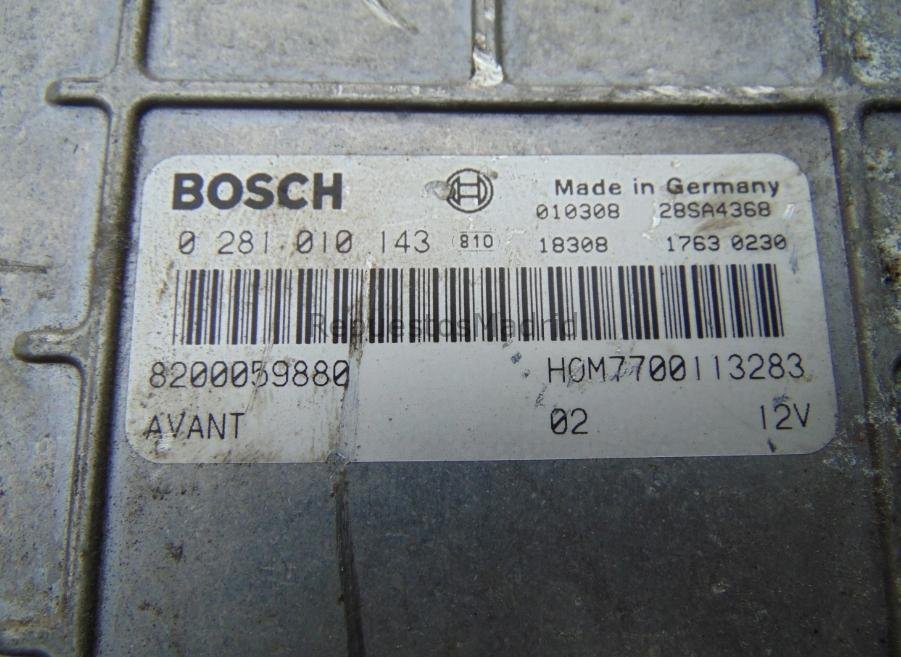 BOSCH Made in Germany
010308 28SA4368
0 281 010 143 810 18308 1763 0230
RepuestosMadrid
8200059880 HOM7700113283
AVANT 02 12V